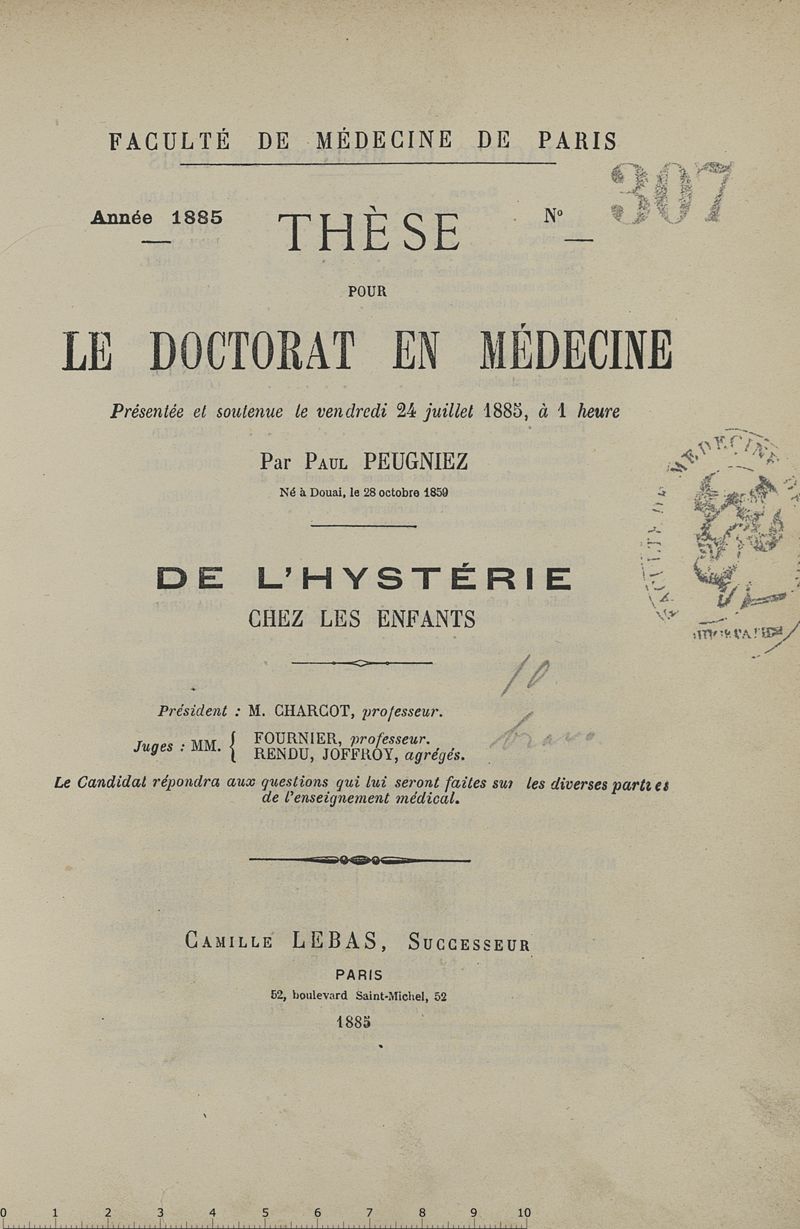 FACULTÉ DE MÉDECINE DE PARIS
Année 1885 THÈSE N° 307
POUR
LE DOCTORAT EN MÉDECINE
Présentée et soutenue le vendredi 24 juillet 1885, à 1 heure
Par PAUL PEUGNIEZ
Né à Douai, le 28 octobre 1859
DE L'HYSTÉRIE
CHEZ LES ENFANTS
Président : M. CHARCOT, professeur.
Juges : MM. { FOURNIER, professeur.
RENDU, JOFFROY, agrégés.
Le Candidat répondra aux questions qui lui seront faites sur les diverses parties
de l'enseignement médical.
CAMILLE LEBAS, SUCCESSEUR
PARIS
52, boulevard Saint-Michel, 52
1885
0 1 2 3 4 5 6 7 8 9 10